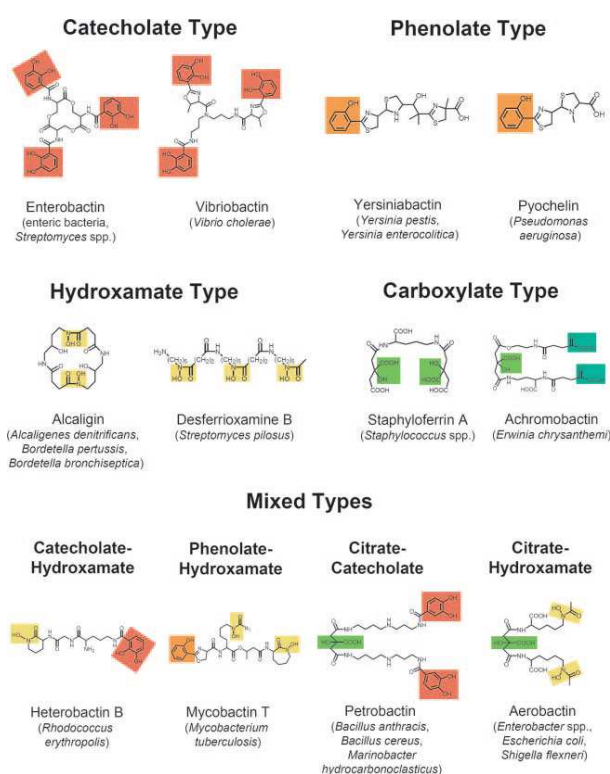 Catecholate Type
Phenolate Type
Enterobactin
(enteric bacteria,
Streptomyces spp.)
Vibriobactin
(Vibrio cholerae)
Yersiniabactin
(Yersinia pestis,
Yersinia enterocolitica)
Pyochelin
(Pseudomonas
aeruginosa)
Hydroxamate Type
Carboxylate Type
Alcaligin
(Alcaligenes denitrificans,
Bordetella pertussis,
Bordetella bronchiseptica)
Desferrioxamine B
(Streptomyces pilosus)
Staphyloferrin A
(Staphylococcus spp.)
Achromobactin
(Erwinia chrysanthemi)
Mixed Types
Catecholate-
Hydroxamate
Phenolate-
Hydroxamate
Citrate-
Catecholate
Citrate-
Hydroxamate
Heterobactin B
(Rhodococcus
erythropolis)
Mycobactin T
(Mycobacterium
tuberculosis)
Petrobactin
(Bacillus anthracis,
Bacillus cereus,
Marinobacter
hydrocarbonoclasticus)
Aerobactin
(Enterobacter spp.,
Escherichia coli,
Shigella flexneri)